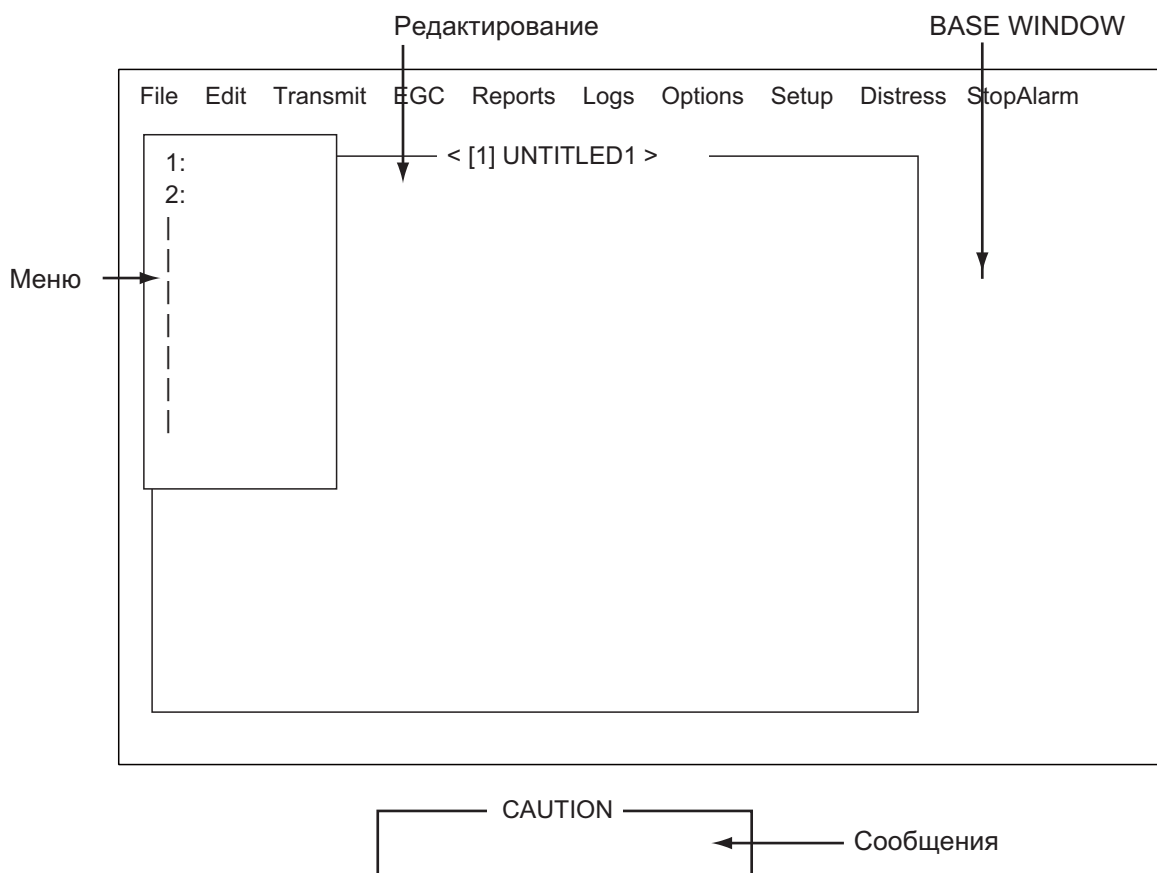 Редактирование
BASE WINDOW
File Edit Transmit EGC Reports Logs Options Setup Distress StopAlarm
< [1] UNTITLED1 >
1:
2:
Меню
CAUTION
Сообщения